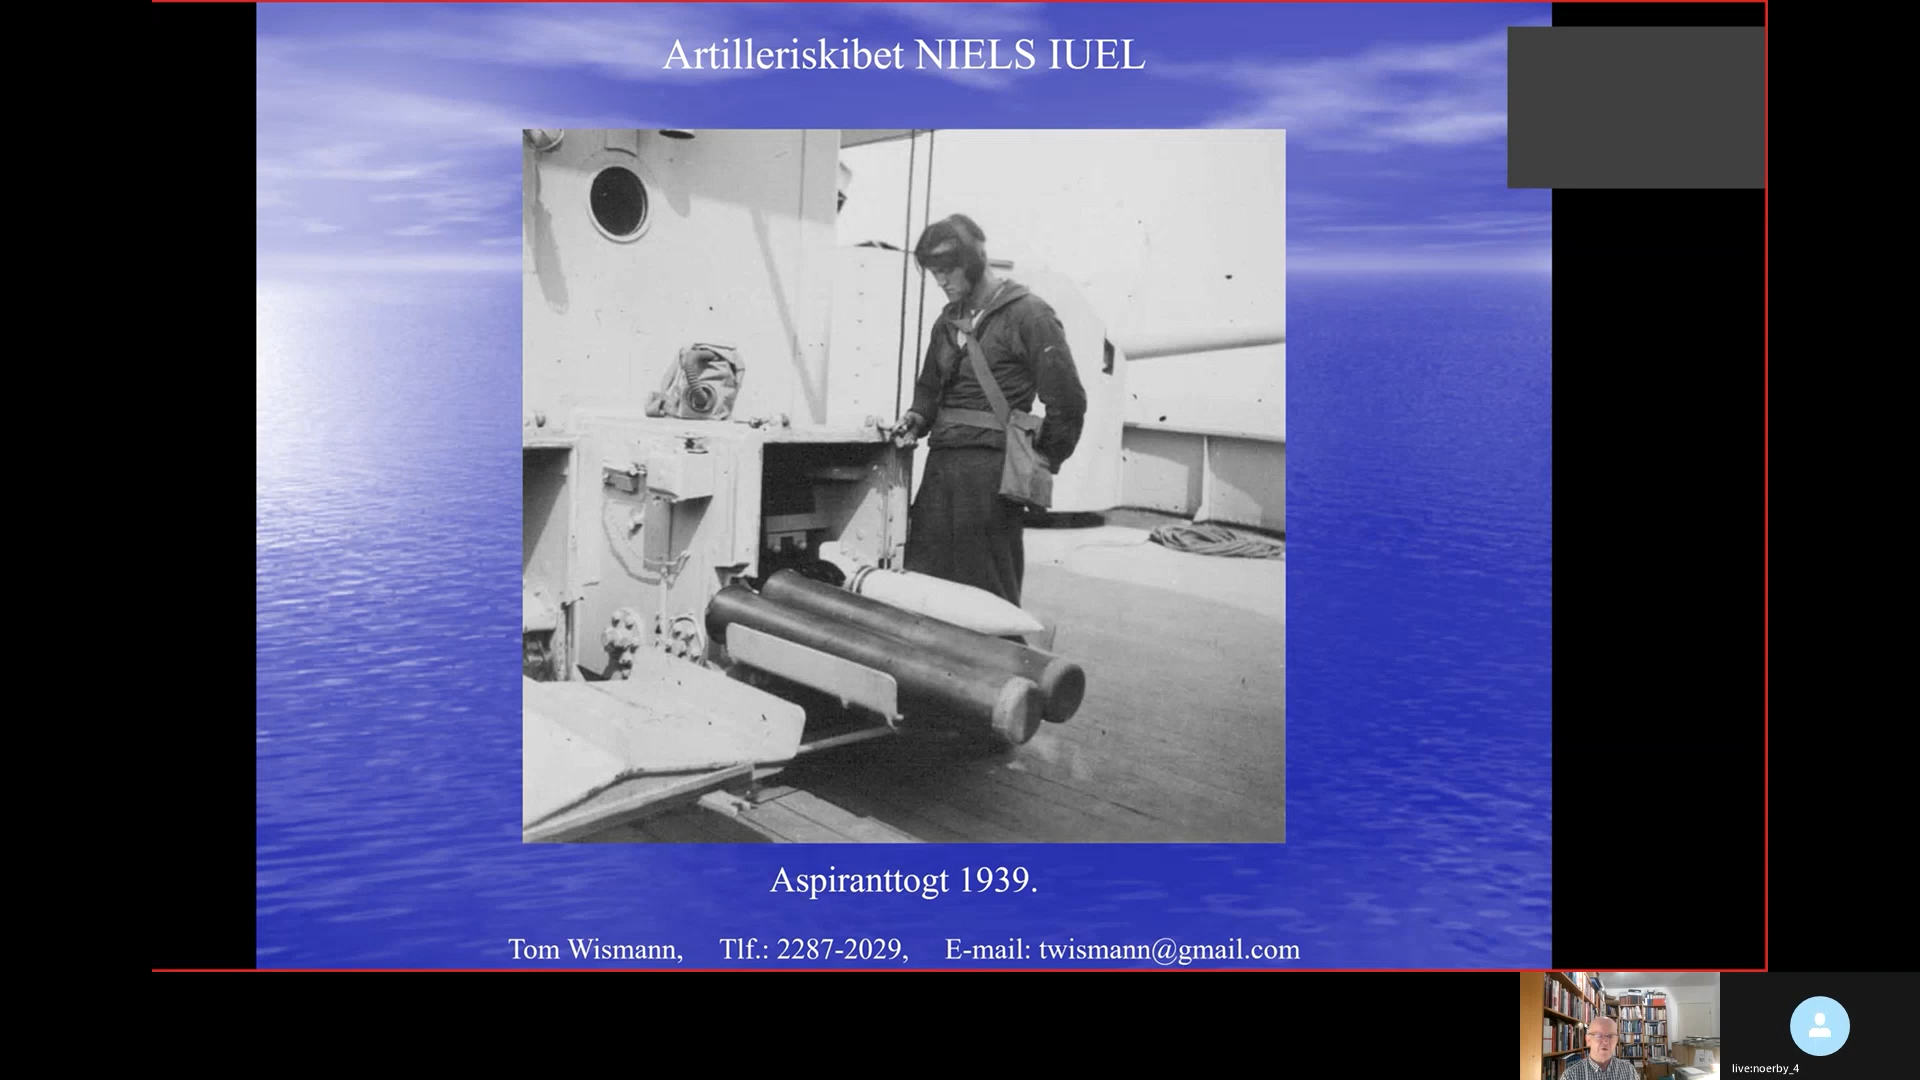 Artilleriskibet NIELS IUEL
Aspiranttogt 1939.
Tom Wismann, Tlf.: 2287-2029, E-mail: twismann@gmail.com
live:noerby_4